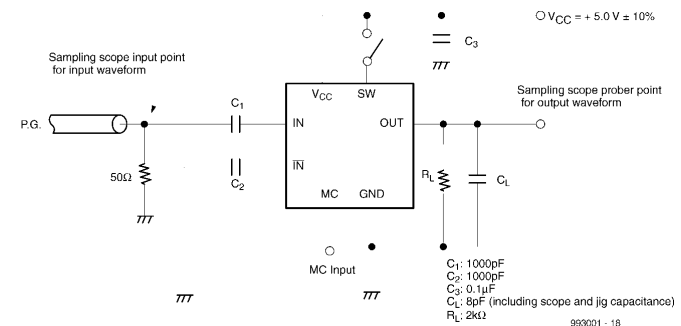 VCC = + 5.0 V ± 10%
C3
Sampling scope input point
for input waveform
Sampling scope prober point
for output waveform
VCC SW
P.G.
C1
IN
OUT
50Ω
IN
C2
MC GND
RL
CL
MC Input
C1: 1000pF
C2: 1000pF
C3: 0.1µF
CL: 8pF (including scope and jig capacitance)
RL: 2kΩ
993001 - 18